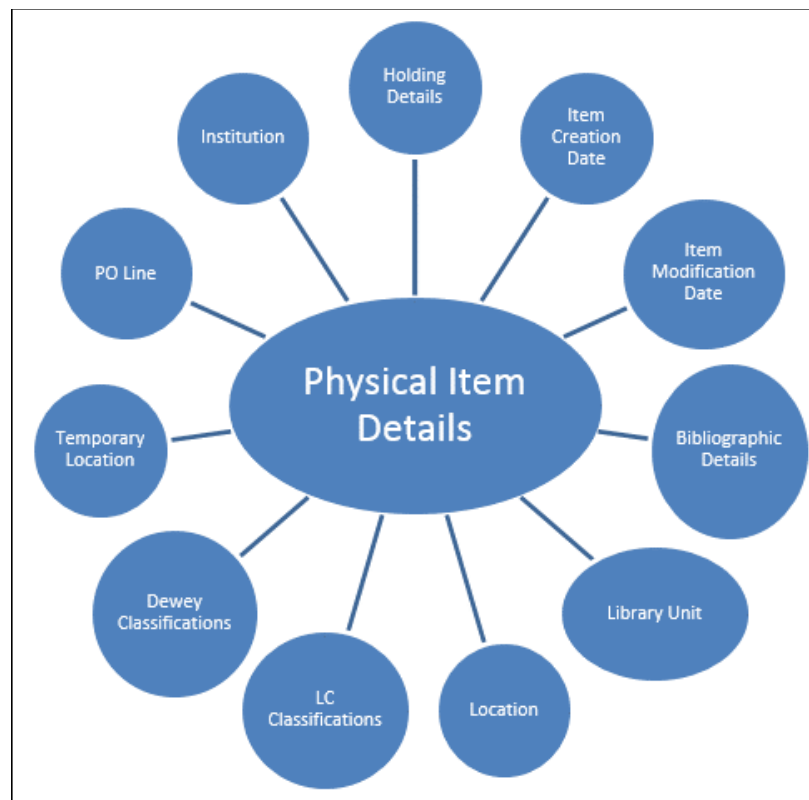 Holding
Details
Item
Creation
Date
Institution
Item
Modification
Date
PO Line
Physical Item
Details
Temporary
Location
Bibliographic
Details
Dewey
Classifications
Library Unit
LC
Classifications
Location